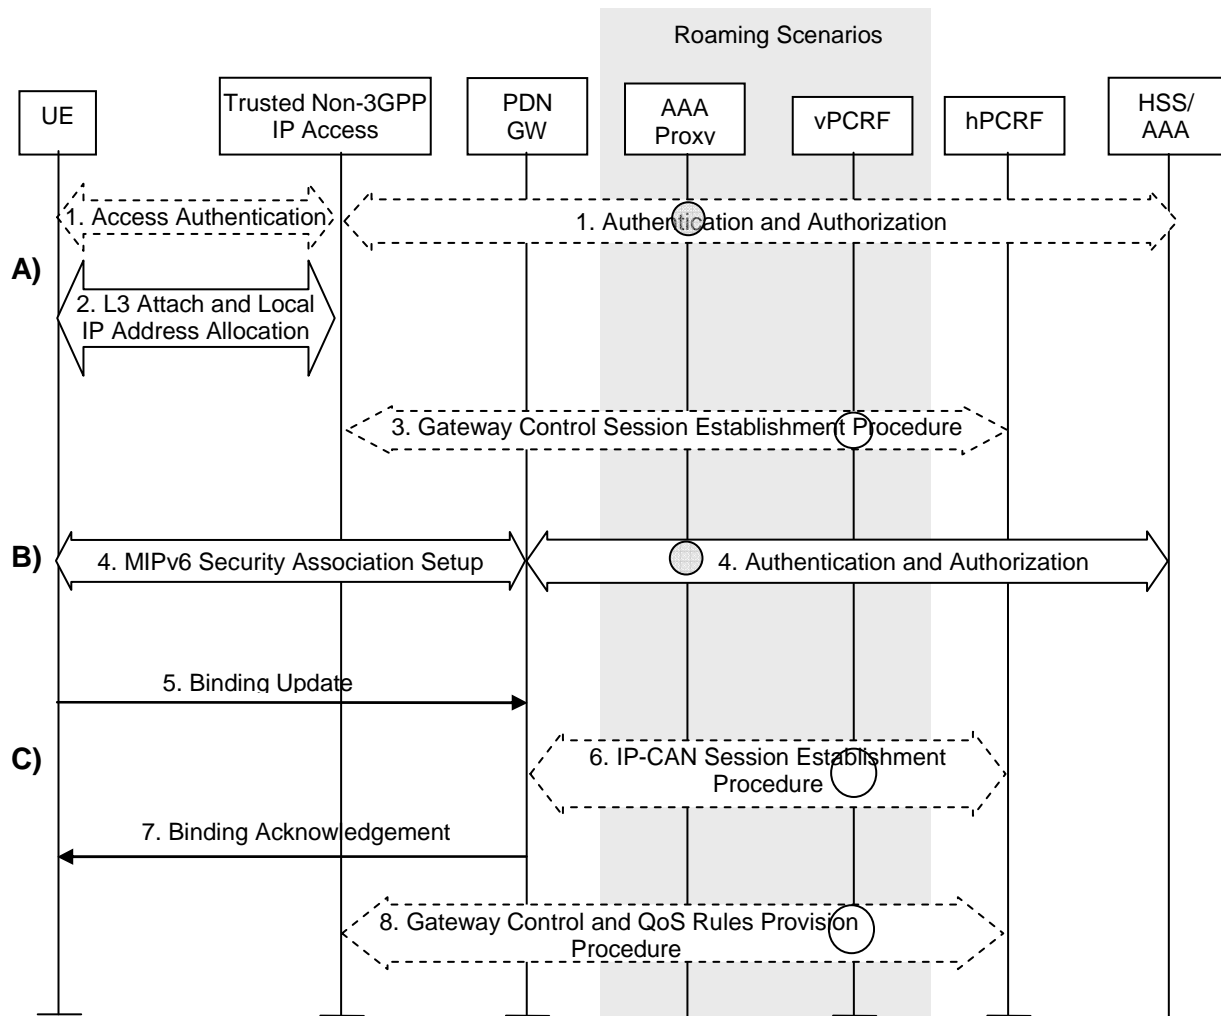 Roaming Scenarios
UE
Trusted Non-3GPP
IP Access
PDN
GW
AAA
Proxy
vPCRF
hPCRF
HSS/
AAA
1. Access Authentication
1. Authentication and Authorization
A)
2. L3 Attach and Local
IP Address Allocation
3. Gateway Control Session Establishment Procedure
B)
4. MIPv6 Security Association Setup
4. Authentication and Authorization
5. Binding Update
C)
6. IP-CAN Session Establishment
Procedure
7. Binding Acknowledgement
8. Gateway Control and QoS Rules Provision
Procedure